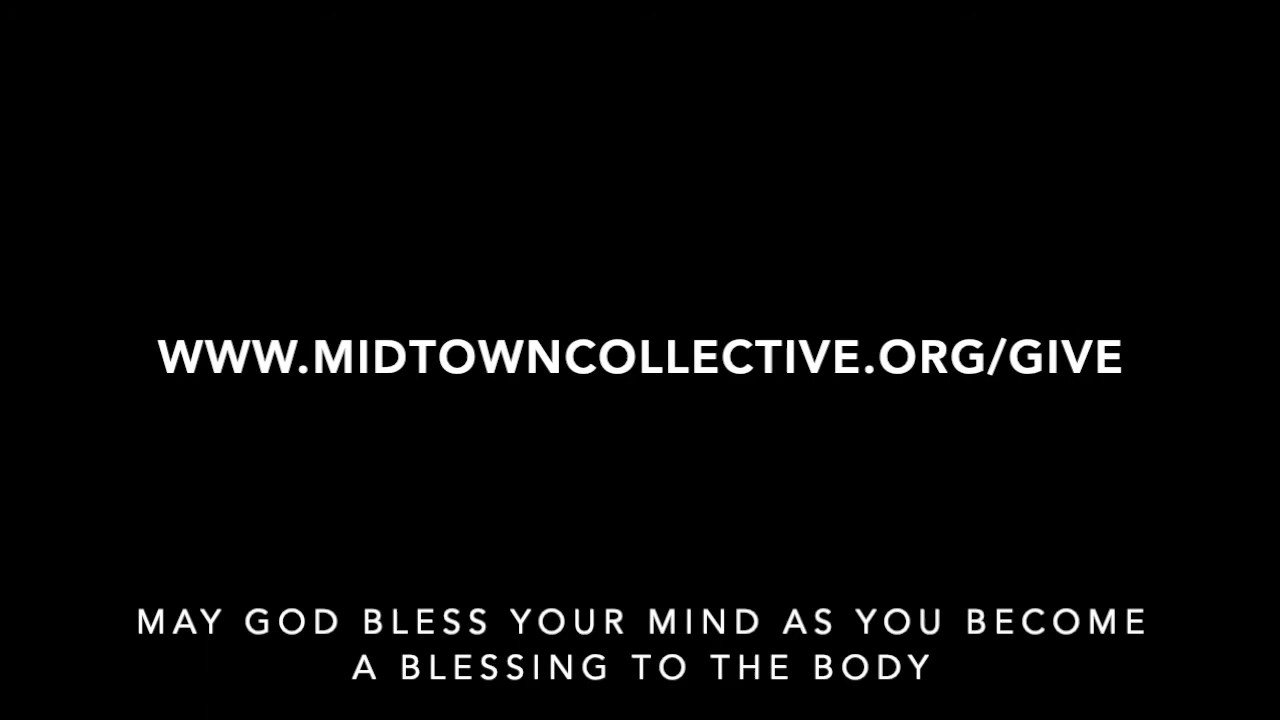 WWW.MIDTOWNCOLLECTIVE.ORG/GIVE
MAY GOD BLESS YOUR MIND AS YOU BECOME
A BLESSING TO THE BODY